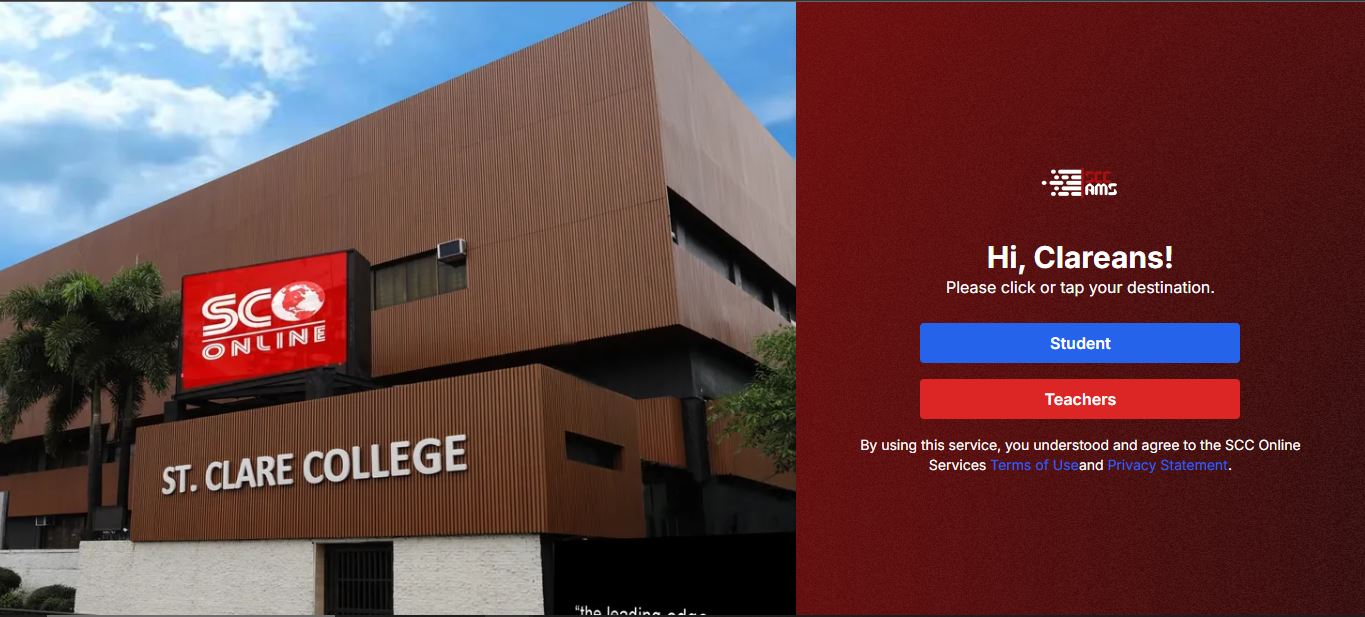 SCC
ONLINE
ST. CLARE COLLEGE
"the leading edge
SCC
AMS
Hi, Clareans!
Please click or tap your destination.
Student
Teachers
By using this service, you understood and agree to the SCC Online
Services Terms of Useand Privacy Statement.